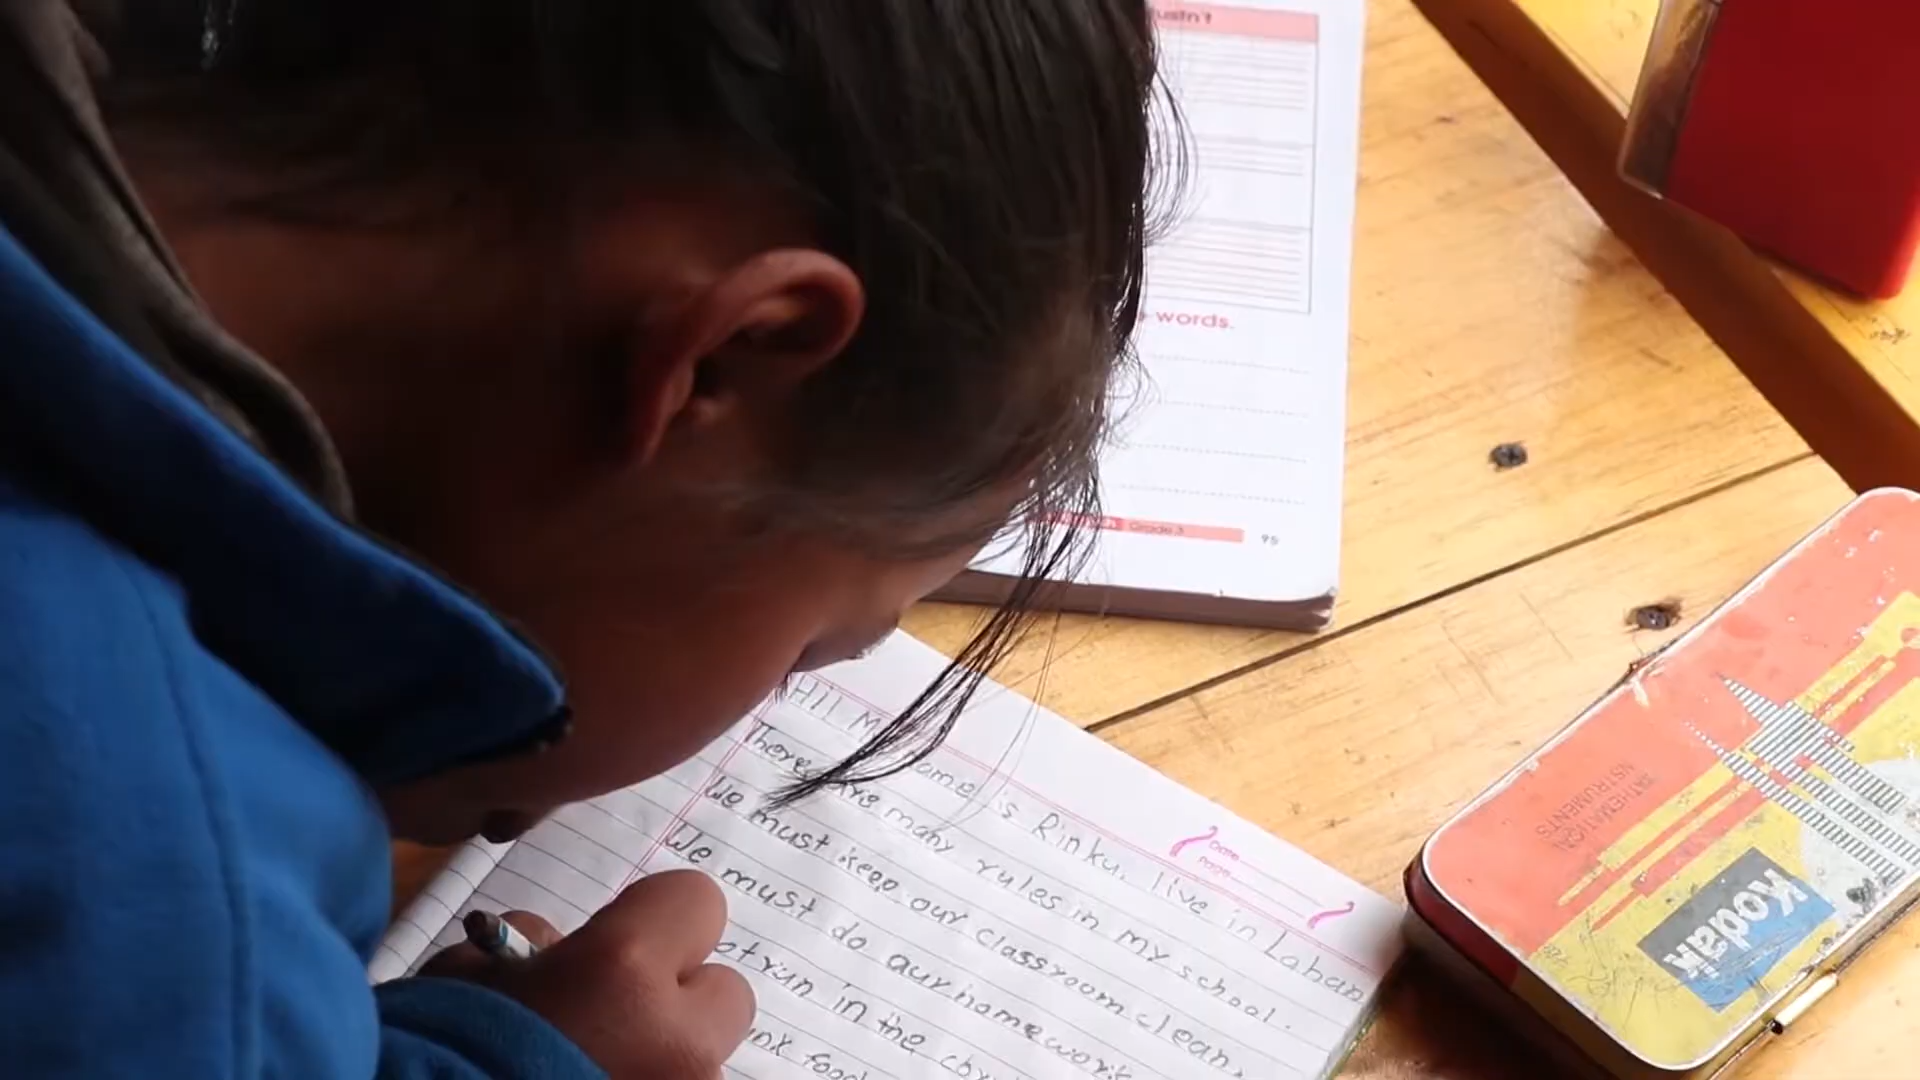 words.
Grade 3
95
Hi! My name is Rinku. I live in Laban
There are many rules in my school.
We must keep our classroom clean.
We must do our homework
not run in the
food
Date
Page
MATHEMATICAL
INSTRUMENTS
Kodak